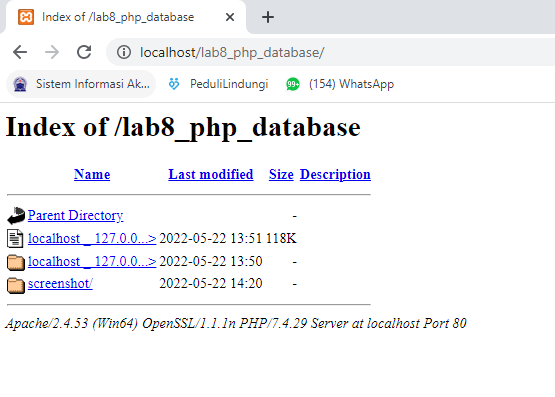 Index of /lab8_php_database
localhost/lab8_php_database/
Sistem Informasi Ak... PeduliLindungi 99+ (154) WhatsApp
Index of /lab8_php_database
Name Last modified Size Description
Parent Directory -
localhost _ 127.0.0...> 2022-05-22 13:51 118K
localhost _ 127.0.0...> 2022-05-22 13:50 -
screenshot/ 2022-05-22 14:20 -
Apache/2.4.53 (Win64) OpenSSL/1.1.1n PHP/7.4.29 Server at localhost Port 80